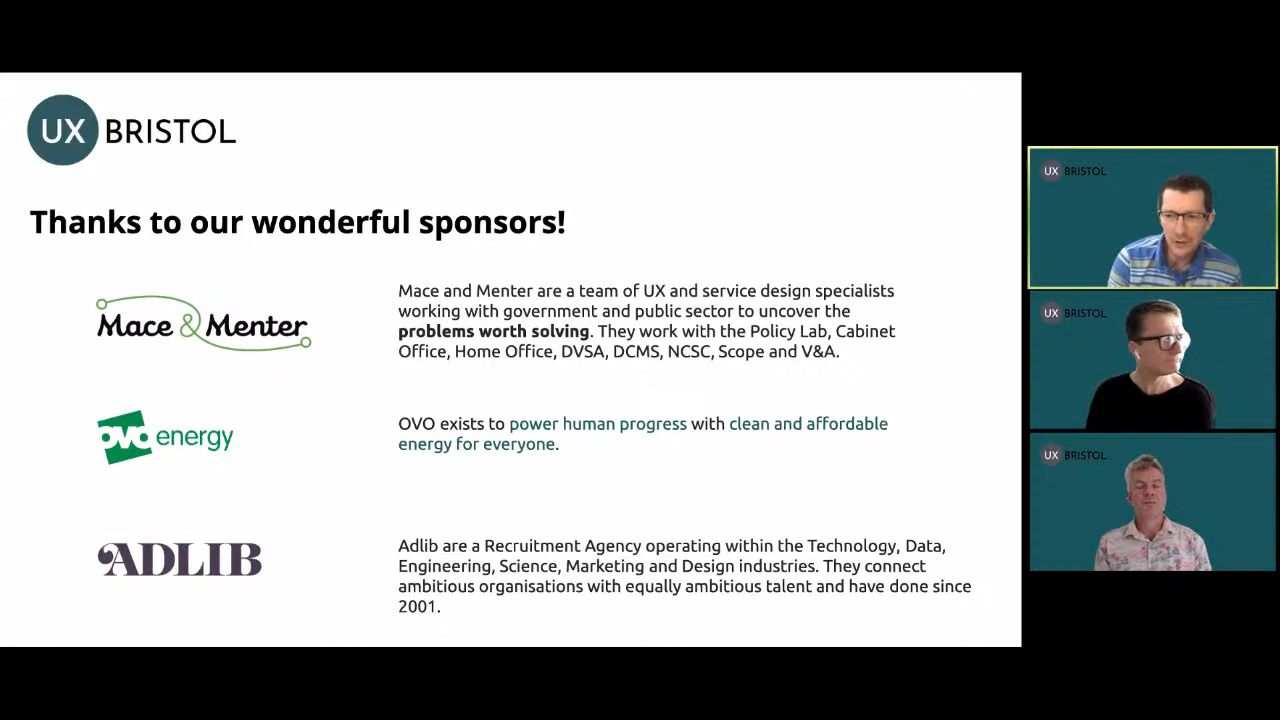 UX BRISTOL
Thanks to our wonderful sponsors!
Mace & Menter
Mace and Menter are a team of UX and service design specialists
working with government and public sector to uncover the
problems worth solving. They work with the Policy Lab, Cabinet
Office, Home Office, DVSA, DCMS, NCSC, Scope and V&A.
ovo energy
OVO exists to power human progress with clean and affordable
energy for everyone.
ADLIB
Adlib are a Recruitment Agency operating within the Technology, Data,
Engineering, Science, Marketing and Design industries. They connect
ambitious organisations with equally ambitious talent and have done since
2001.
UX BRISTOL
UX BRISTOL
UX BRISTOL